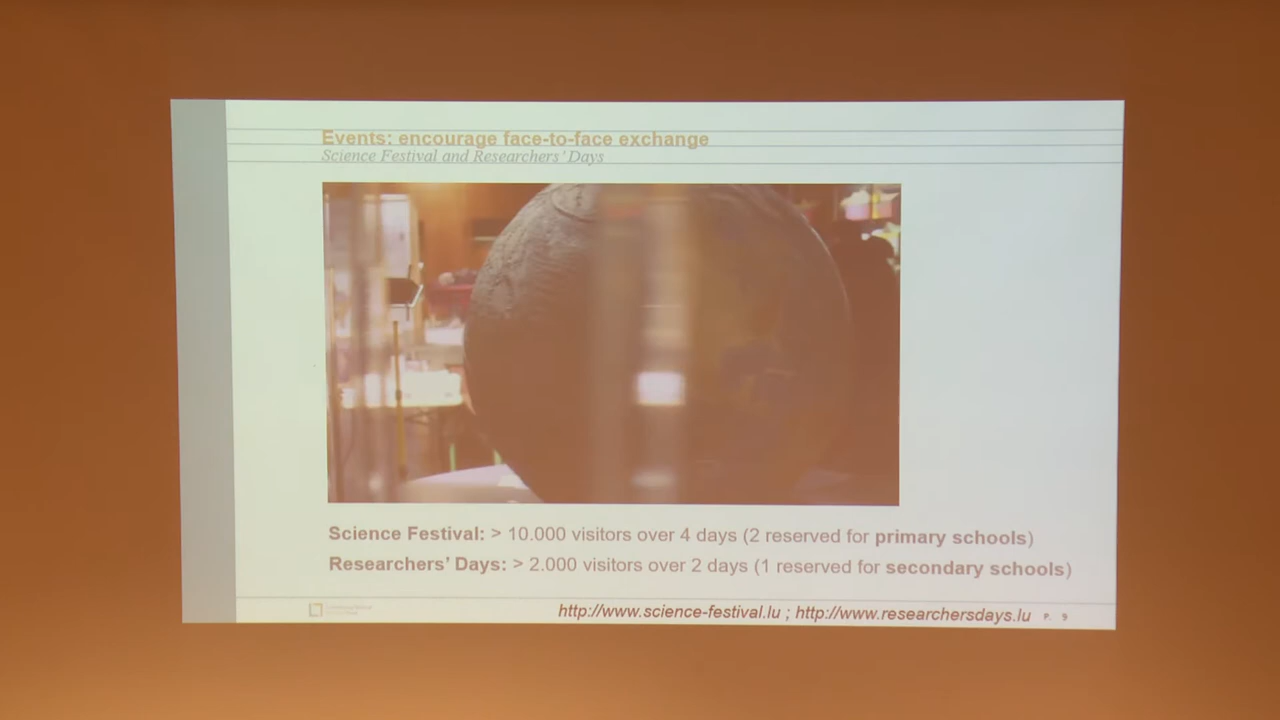 Events: encourage face-to-face exchange
Science Festival and Researchers' Days
Science Festival: > 10.000 visitors over 4 days (2 reserved for primary schools)
Researchers' Days: > 2.000 visitors over 2 days (1 reserved for secondary schools)
http://www.science-festival.lu ; http://www.researchersdays.lu P. 9